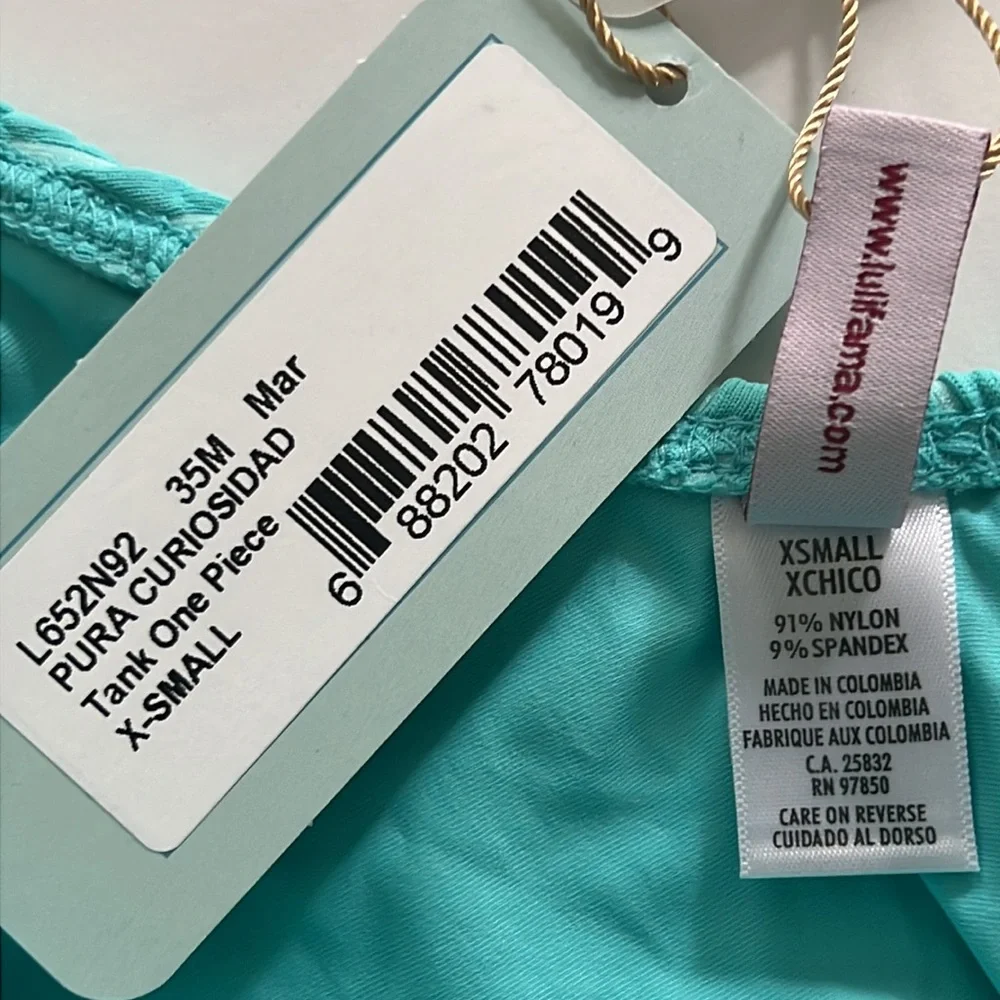 L652N92 35M Mar
PURA CURIOSIDAD
Tank One Piece
X-SMALL
6 88202 78019 9
www.lulifama.com
XSMALL
XCHICO
91% NYLON
9% SPANDEX
MADE IN COLOMBIA
HECHO EN COLOMBIA
FABRIQUE AUX COLOMBIA
C.A. 25832
RN 97850
CARE ON REVERSE
CUIDADO AL DORSO